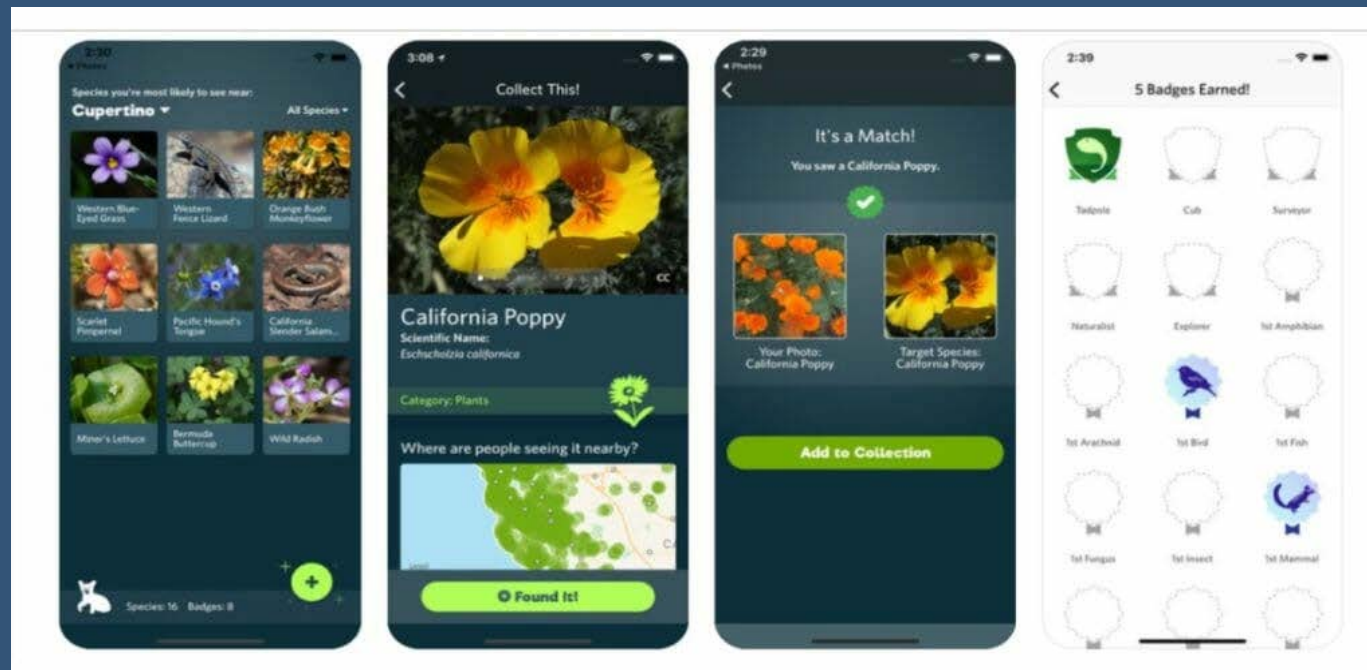 2:30
◂ Photos
Species you're most likely to see near:
Cupertino ▾
All Species ▾
Western Blue-
Eyed Grass
Western
Fence Lizard
Orange Bush
Monkeyflower
Scarlet
Pimpernel
Pacific Hound's
Tongue
California
Slender Salam...
Miner's Lettuce
Bermuda
Buttercup
Wild Radish
Species: 16 Badges: 8
3:08
Collect This!
CC
California Poppy
Scientific Name:
Eschscholzia californica
Category: Plants
Where are people seeing it nearby?
CA
Legal
Found It!
2:29
◂ Photos
It's a Match!
You saw a California Poppy.
Your Photo:
California Poppy
Target Species:
California Poppy
Add to Collection
2:39
5 Badges Earned!
Tadpole
Cub
Surveyor
Naturalist
Explorer
1st Amphibian
1st Arachnid
1st Bird
1st Fish
1st Fungus
1st Insect
1st Mammal